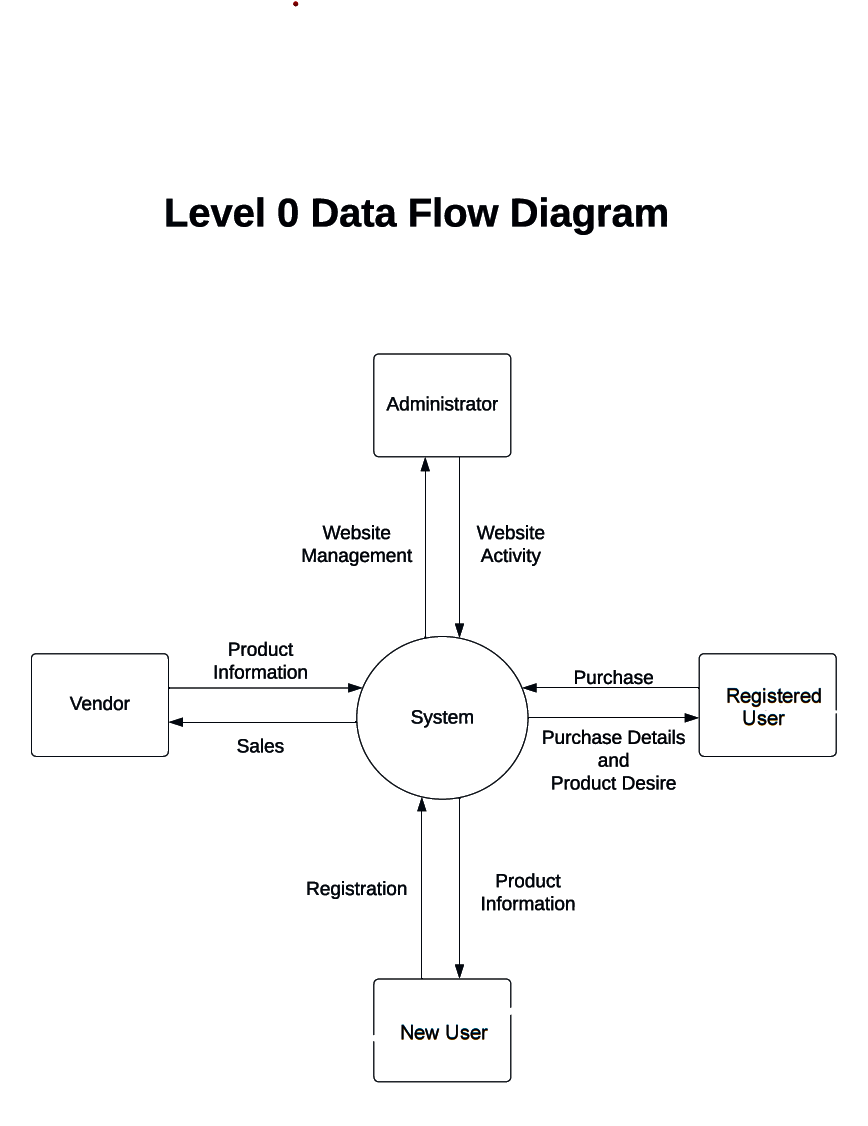 Level 0 Data Flow Diagram
Administrator
Website
Management
Website
Activity
Product
Information
Vendor
Sales
System
Purchase
Registered
User
Purchase Details
and
Product Desire
Registration
Product
Information
New User